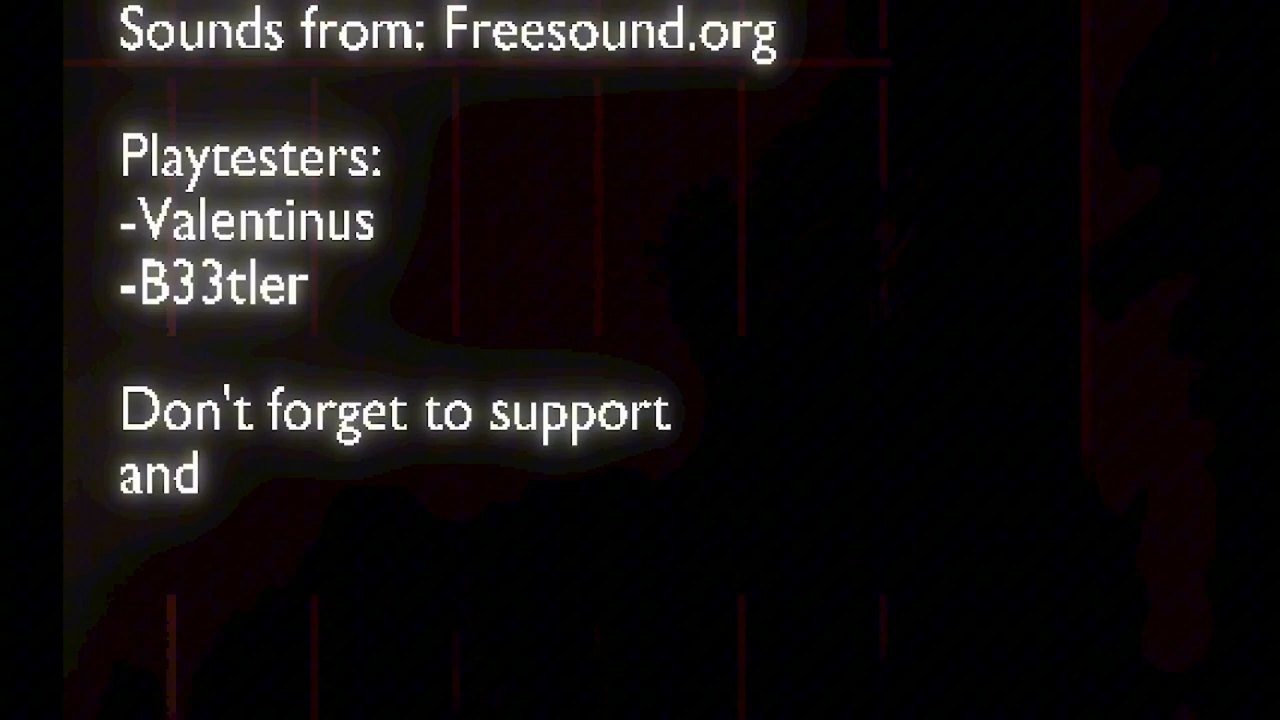 Sounds from: Freesound.org
Playtesters:
-Valentinus
-B33tler
Don't forget to support
and